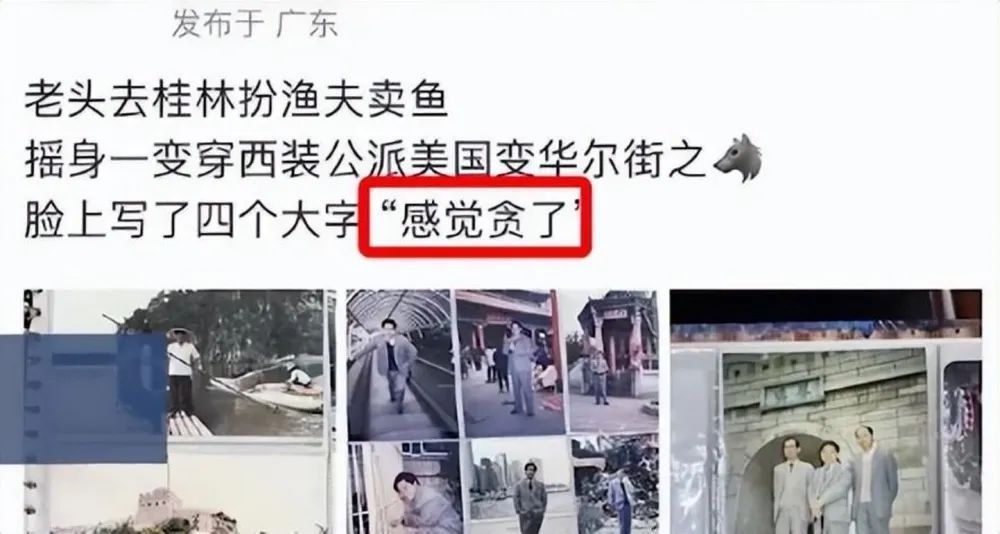 发布于 广东
老头去桂林扮渔夫卖鱼
摇身一变穿西装公派美国变华尔街之🐺
脸上写了四个大字“感觉贪了’